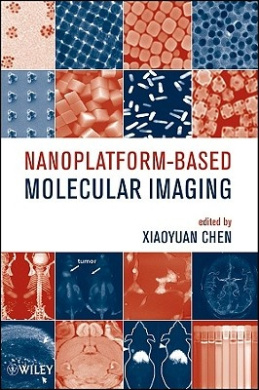 NANOPLATFORM-BASED
MOLECULAR IMAGING
edited by
XIAOYUAN CHEN
tumor
WILEY